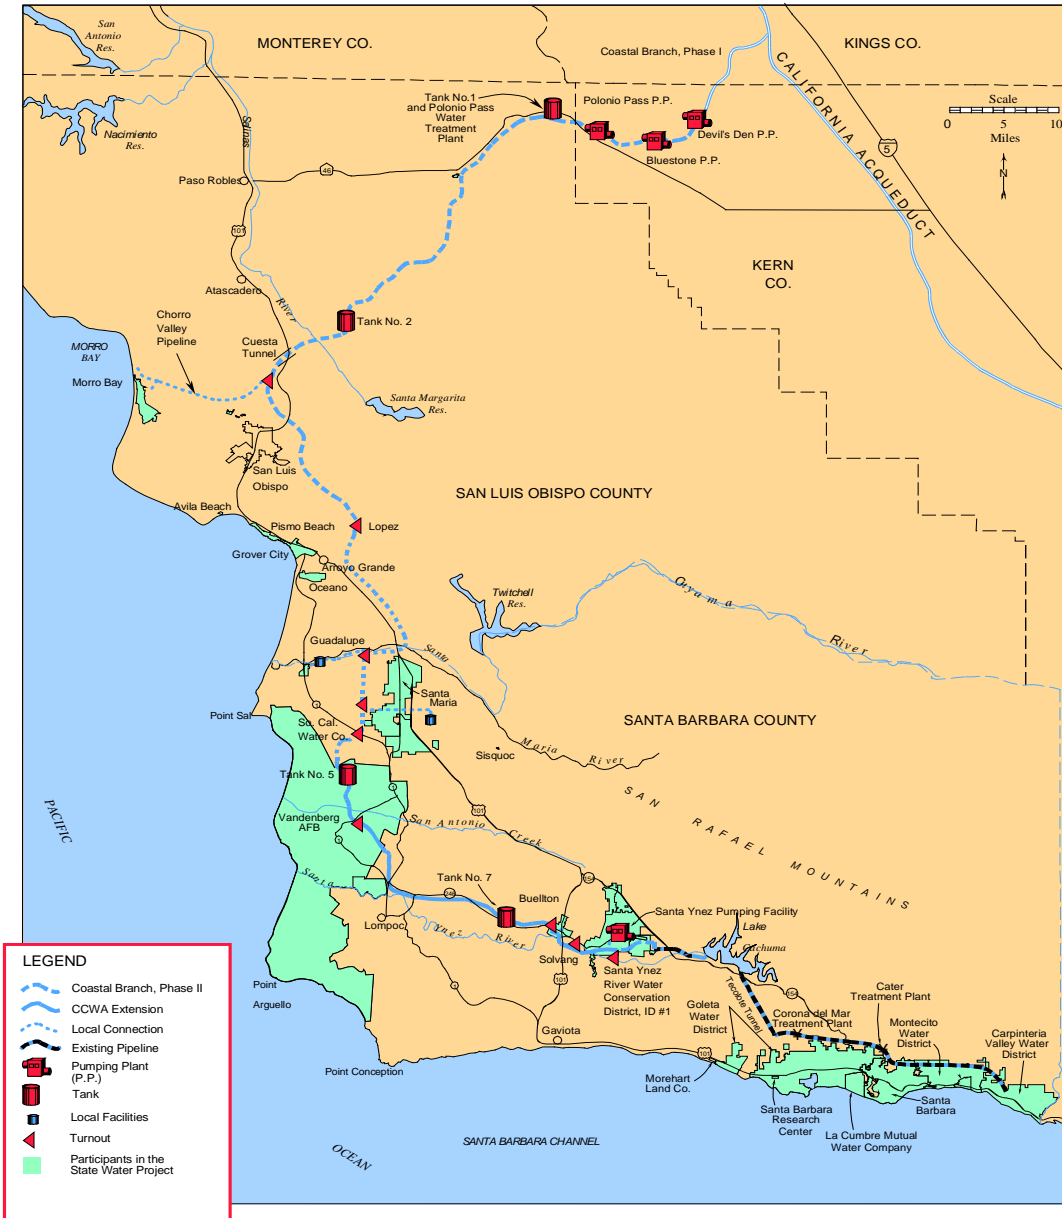 San
Antonio
Res.
MONTEREY CO.
Coastal Branch, Phase I
KINGS CO.
CALIFORNIA ACQUEDUCT
Nacimiento
Res.
Salinas
Tank No.1
and Polonio Pass
Water
Treatment
Plant
Polonio Pass P.P.
Devil's Den P.P.
Bluestone P.P.
Scale
0 5 10
Miles
N
5
Paso Robles
46
101
KERN
CO.
Atascadero
River
Chorro
Valley
Pipeline
Cuesta
Tunnel
Tank No. 2
MORRO
BAY
Morro Bay
Santa Margarita
Res.
San Luis
Obispo
SAN LUIS OBISPO COUNTY
Avila Beach
Pismo Beach
Lopez
Grover City
Arroyo Grande
Oceano
Twitchell
Res.
Cuyama
River
Guadalupe
Santa
Santa
Maria
Point Sal
So. Cal.
Water Co.
SANTA BARBARA COUNTY
Maria
River
Sisquoc
Tank No. 5
PACIFIC
SAN
RAFAEL MOUNTAINS
Vandenberg
AFB
San Antonio
Creek
101
154
Santa
Tank No. 7
246
Buellton
Santa Ynez Pumping Facility
Lompoc
Ynez River
Lake
Cachuma
Solvang
Santa Ynez
River Water
Conservation
District, ID #1
101
154
Tecolote Tunnel
Cater
Treatment Plant
Point
Arguello
Goleta
Water
District
Corona del Mar
Treatment Plant
Montecito
Water
District
Carpinteria
Valley Water
District
Gaviota
101
Point Conception
Morehart
Land Co.
Santa Barbara
Research
Center
Santa
Barbara
La Cumbre Mutual
Water Company
SANTA BARBARA CHANNEL
OCEAN
LEGEND
Coastal Branch, Phase II
CCWA Extension
Local Connection
Existing Pipeline
Pumping Plant
(P.P.)
Tank
Local Facilities
Turnout
Participants in the
State Water Project